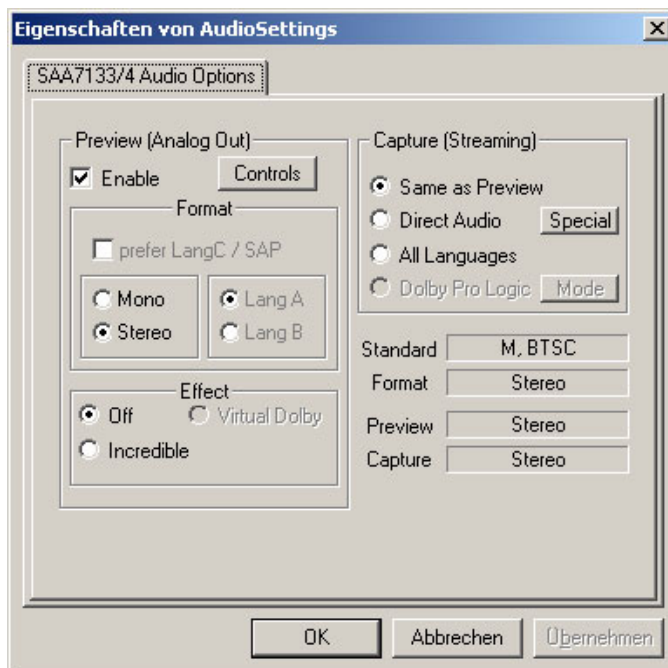 Eigenschaften von AudioSettings
SAA7133/4 Audio Options
Preview (Analog Out)
Enable
Controls
Format
prefer LangC / SAP
Mono
Stereo
Lang A
Lang B
Effect
Off
Virtual Dolby
Incredible
Capture (Streaming)
Same as Preview
Direct Audio
Special
All Languages
Dolby Pro Logic
Mode
Standard
M, BTSC
Format
Stereo
Preview
Stereo
Capture
Stereo
OK
Abbrechen
Übernehmen